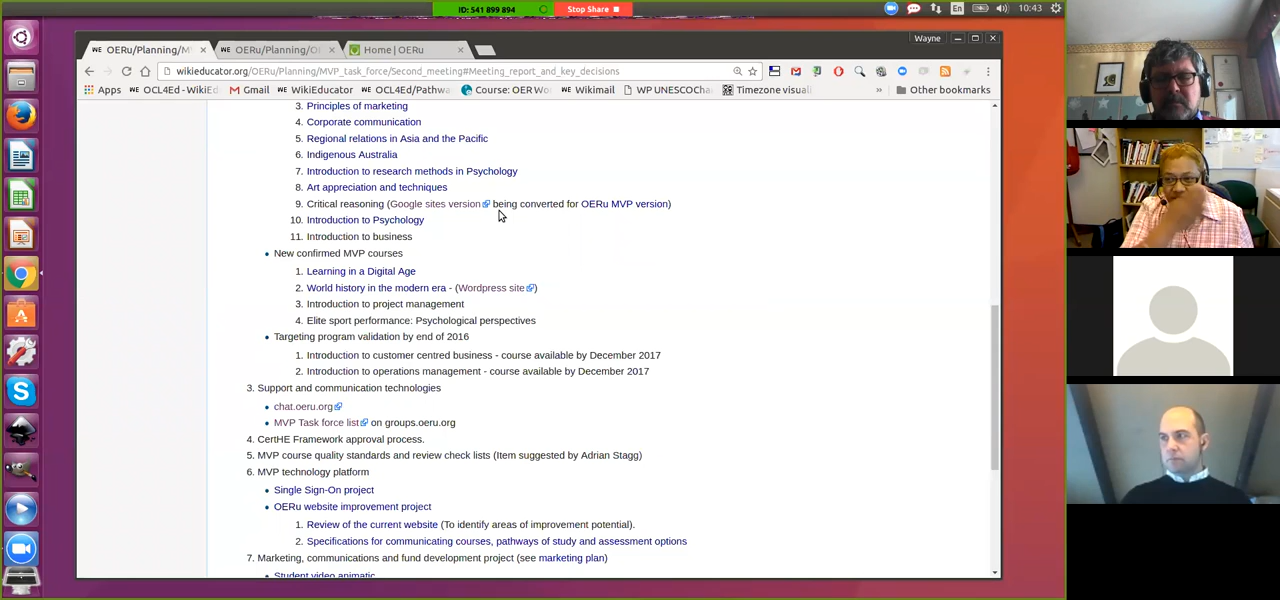 ID: 541 899 894
Stop Share
En
10:43
OERu/Planning/M
OERu/Planning/O
Home | OERu
Wayne
wikieducator.org/OERu/Planning/MVP_task_force/Second_meeting#Meeting_report_and_key_decisions
Apps
OCL4Ed - WikiEd
Gmail
WikiEducator
OCL4ED/Pathwa
Course: OER Wo
Wikimail
WP UNESCOCha
Timezone visuali
»
Other bookmarks
3. Principles of marketing
4. Corporate communication
5. Regional relations in Asia and the Pacific
6. Indigenous Australia
7. Introduction to research methods in Psychology
8. Art appreciation and techniques
9. Critical reasoning (Google sites version being converted for OERu MVP version)
10. Introduction to Psychology
11. Introduction to business
• New confirmed MVP courses
1. Learning in a Digital Age
2. World history in the modern era - (Wordpress site)
3. Introduction to project management
4. Elite sport performance: Psychological perspectives
• Targeting program validation by end of 2016
1. Introduction to customer centred business - course available by December 2017
2. Introduction to operations management - course available by December 2017
3. Support and communication technologies
• chat.oeru.org
• MVP Task force list on groups.oeru.org
4. CertHE Framework approval process.
5. MVP course quality standards and review check lists (Item suggested by Adrian Stagg)
6. MVP technology platform
• Single Sign-On project
• OERu website improvement project
1. Review of the current website (To identify areas of improvement potential).
2. Specifications for communicating courses, pathways of study and assessment options
7. Marketing, communications and fund development project (see marketing plan)
• Student video animatic